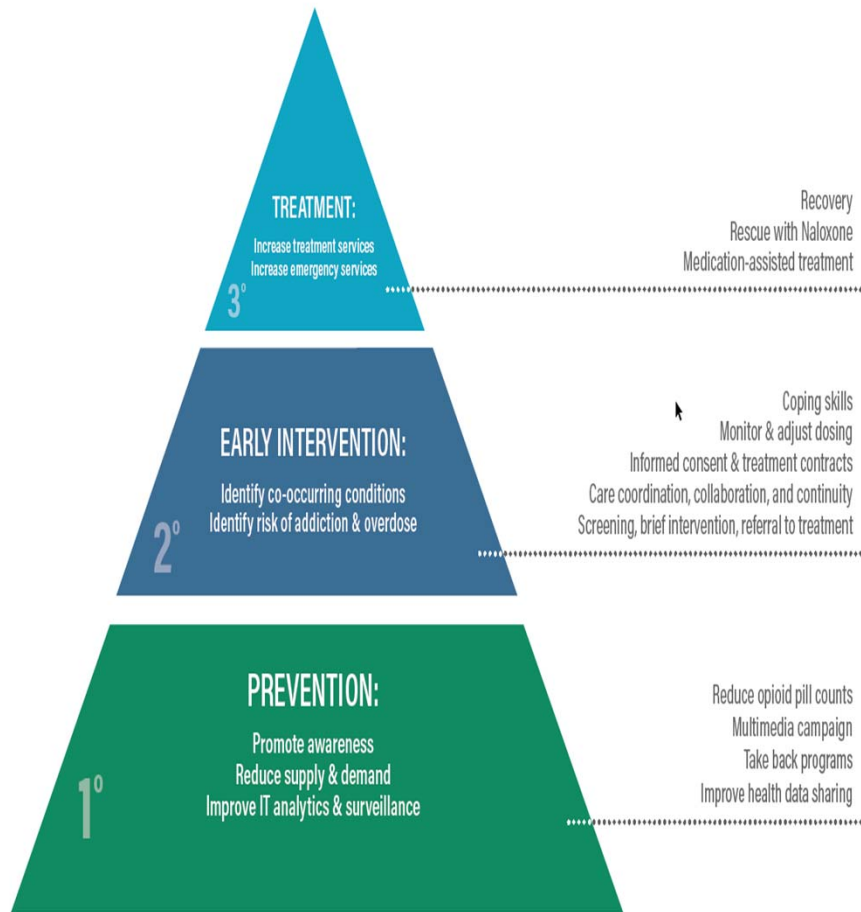 TREATMENT:
Increase treatment services
Increase emergency services
3°
Recovery
Rescue with Naloxone
Medication-assisted treatment
EARLY INTERVENTION:
Identify co-occurring conditions
Identify risk of addiction & overdose
2°
Coping skills
Monitor & adjust dosing
Informed consent & treatment contracts
Care coordination, collaboration, and continuity
Screening, brief intervention, referral to treatment
PREVENTION:
Promote awareness
Reduce supply & demand
Improve IT analytics & surveillance
1°
Reduce opioid pill counts
Multimedia campaign
Take back programs
Improve health data sharing